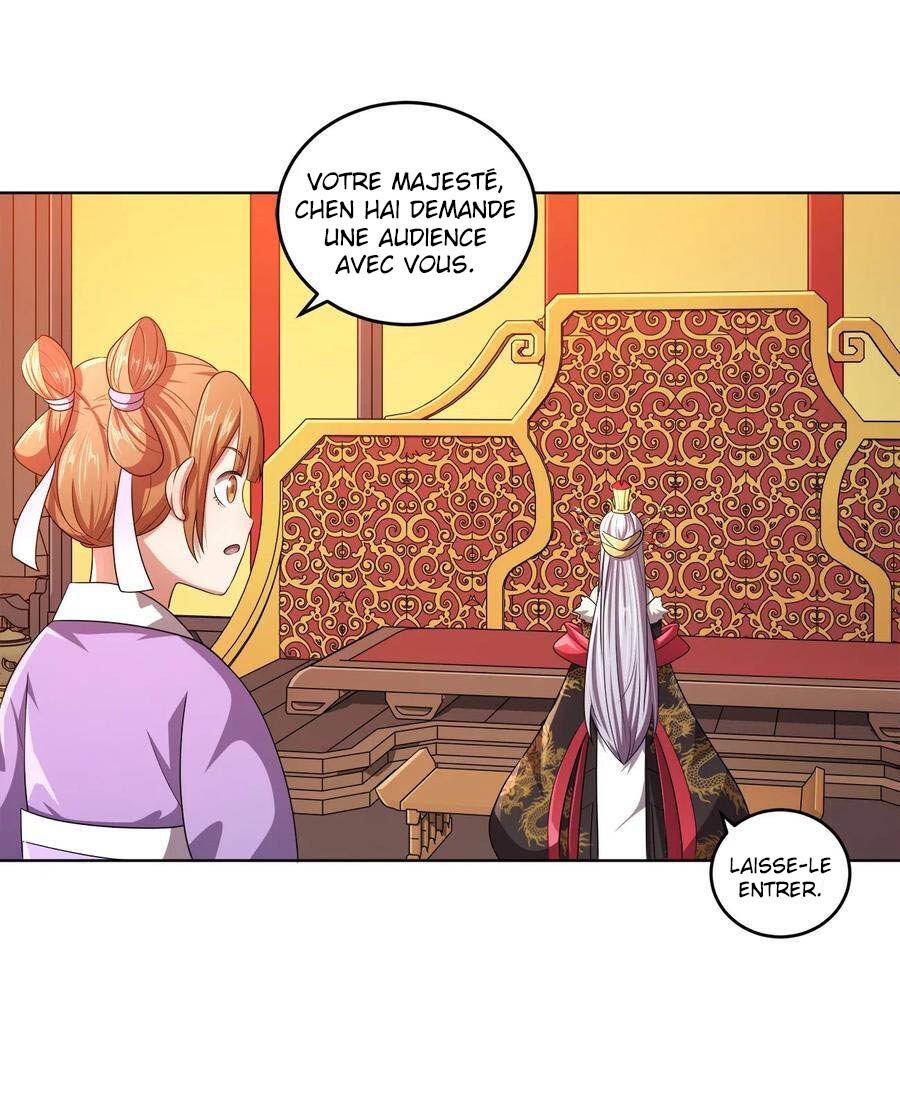 VOTRE MAJESTÉ,
CHEN HAI DEMANDE
UNE AUDIENCE
AVEC VOUS.
LAISSE-LE
ENTRER.